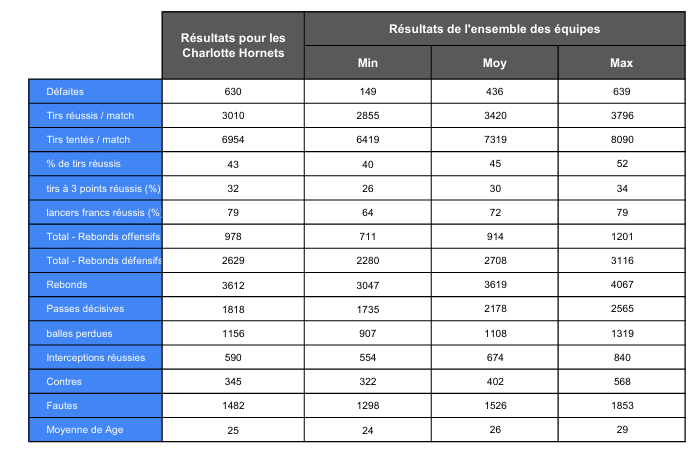 Résultats pour les
Charlotte Hornets
Résultats de l'ensemble des équipes
Min Moy Max
Défaites 630 149 436 639
Tirs réussis / match 3010 2855 3420 3796
Tirs tentés / match 6954 6419 7319 8090
% de tirs réussis 43 40 45 52
tirs à 3 points réussis (%) 32 26 30 34
lancers francs réussis (% 79 64 72 79
Total - Rebonds offensifs 978 711 914 1201
Total - Rebonds défensifs 2629 2280 2708 3116
Rebonds 3612 3047 3619 4067
Passes décisives 1818 1735 2178 2565
balles perdues 1156 907 1108 1319
Interceptions réussies 590 554 674 840
Contres 345 322 402 568
Fautes 1482 1298 1526 1853
Moyenne de Age 25 24 26 29